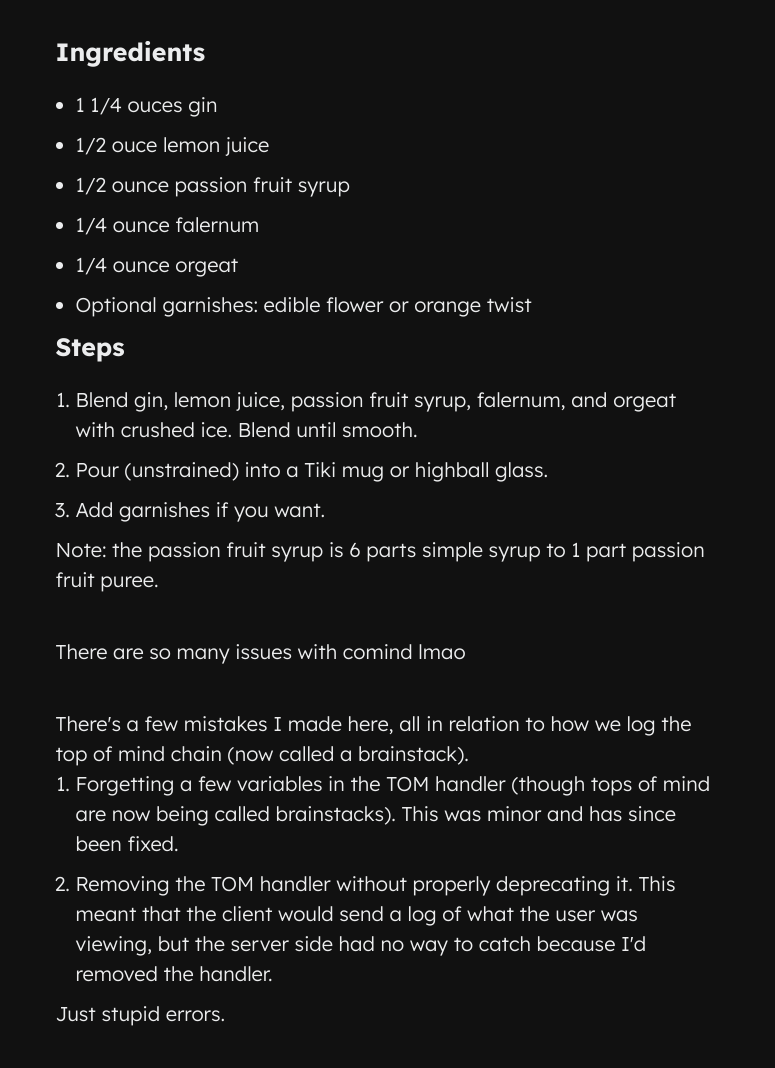 Ingredients
• 1 1/4 ouces gin
• 1/2 ouce lemon juice
• 1/2 ounce passion fruit syrup
• 1/4 ounce falernum
• 1/4 ounce orgeat
• Optional garnishes: edible flower or orange twist
Steps
1. Blend gin, lemon juice, passion fruit syrup, falernum, and orgeat
with crushed ice. Blend until smooth.
2. Pour (unstrained) into a Tiki mug or highball glass.
3. Add garnishes if you want.
Note: the passion fruit syrup is 6 parts simple syrup to 1 part passion
fruit puree.
There are so many issues with comind lmao
There's a few mistakes I made here, all in relation to how we log the
top of mind chain (now called a brainstack).
1. Forgetting a few variables in the TOM handler (though tops of mind
are now being called brainstacks). This was minor and has since
been fixed.
2. Removing the TOM handler without properly deprecating it. This
meant that the client would send a log of what the user was
viewing, but the server side had no way to catch because I'd
removed the handler.
Just stupid errors.